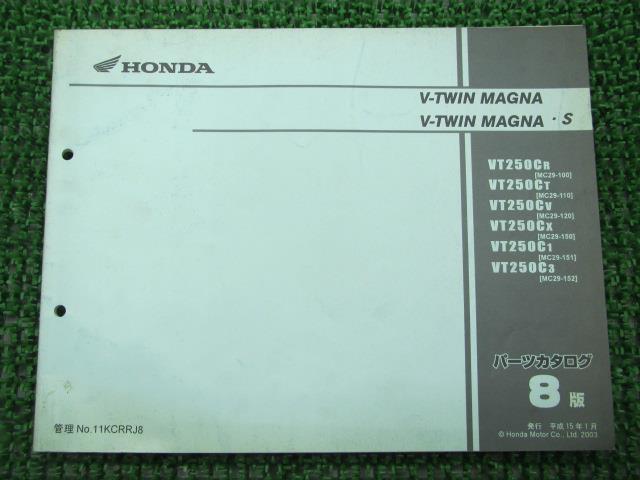 HONDA
V-TWIN MAGNA
V-TWIN MAGNA・S
VT250CR
[MC29-100]
VT250CT
[MC29-110]
VT250CV
[MC29-120]
VT250CX
[MC29-150]
VT250C1
[MC29-151]
VT250C3
[MC29-152]
パーツカタログ
8版
発行 平成15年1月
© Honda Motor Co., Ltd. 2003
管理 No.11KCRRJ8